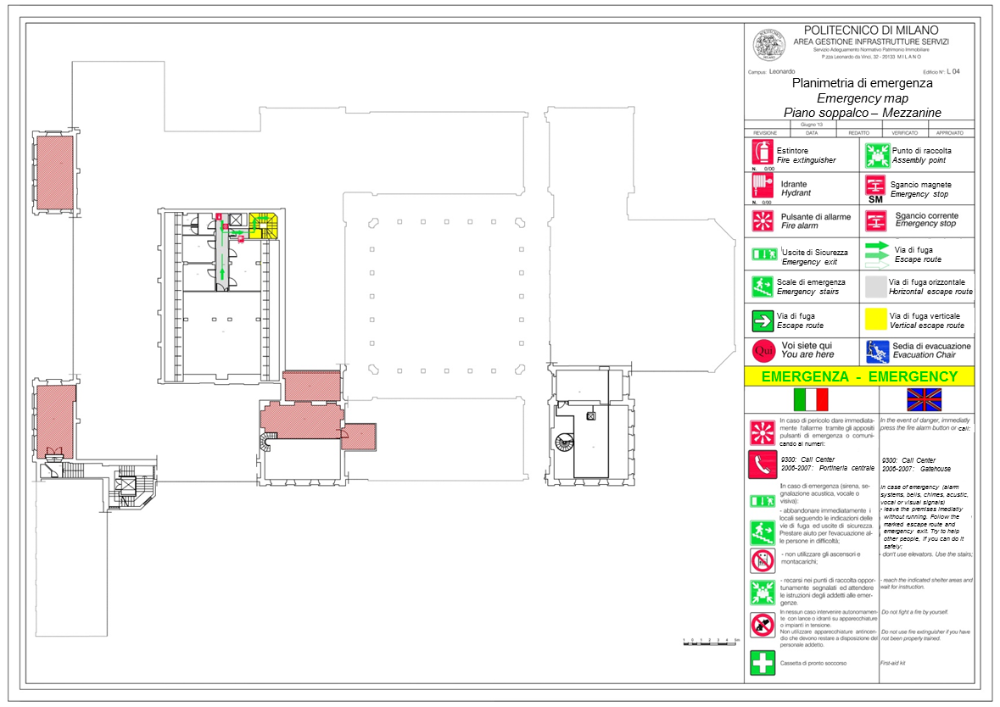 POLITECNICO DI MILANO
AREA GESTIONE INFRASTRUTTURE SERVIZI
Servizio Adeguamento Normativo Patrimonio Immobiliare
P.zza Leonardo da Vinci, 32 - 20133 MILANO
Campus: Leonardo
Edificio N°: L 04
Planimetria di emergenza
Emergency map
Piano soppalco – Mezzanine
Giugno '13
REVISIONE DATA REDATTO VERIFICATO APPROVATO
Estintore
Fire extinguisher
N. 0/00
Punto di raccolta
Assembly point
Idrante
Hydrant
N. 0/00
Sgancio magnete
Emergency stop
SM
Pulsante di allarme
Fire alarm
Sgancio corrente
Emergency stop
Uscite di Sicurezza
Emergency exit
Via di fuga
Escape route
Scale di emergenza
Emergency stairs
Via di fuga orizzontale
Horizontal escape route
Via di fuga
Escape route
Via di fuga verticale
Vertical escape route
Qui
Voi siete qui
You are here
Sedia di evacuazione
Evacuation Chair
EMERGENZA - EMERGENCY
In caso di pericolo dare immediata-
mente l'allarme tramite gli appositi
pulsanti di emergenza o comuni-
cando ai numeri:
In the event of danger, immediatly
press the fire alarm button or call:
9300: Call Center
2006-2007: Portineria centrale
9300: Call Center
2006-2007: Gatehouse
In caso di emergenza (sirena, se-
gnalazione acustica, vocale o
visiva):
- abbandonare immediatamente i
locali seguendo le indicazioni delle
vie di fuga ed uscite di sicurezza.
Prestare aiuto per l'evacuazione al-
le persone in difficoltà;
In case of emergency (alarm
systems, bells, chimes, acustic,
vocal or visual signals)
- leave the premises imediatly
without running. Follow the
marked escape route and
emergency exit. Try to help
other people, if you can do it
safely;
- non utilizzare gli ascensori e
montacarichi;
- don't use elevators. Use the stairs;
- recarsi nei punti di raccolta oppor-
tunamente segnalati ed attendere
le istruzioni degli addetti alle emer-
genze.
- reach the indicated shelter areas and
wait for instruction.
In nessun caso intervenire autonomamen-
te con lance o idranti su apparecchiature
o impianti in tensione.
Non utilizzare apparecchiature antincen-
dio che devono restare a disposizione del
personale addetto.
Do not fight a fire by yourself.
Do not use fire extinguisher if you have
not been properly trained.
Cassetta di pronto soccorso
First-aid kit
1 0 1 2 3 4 5m